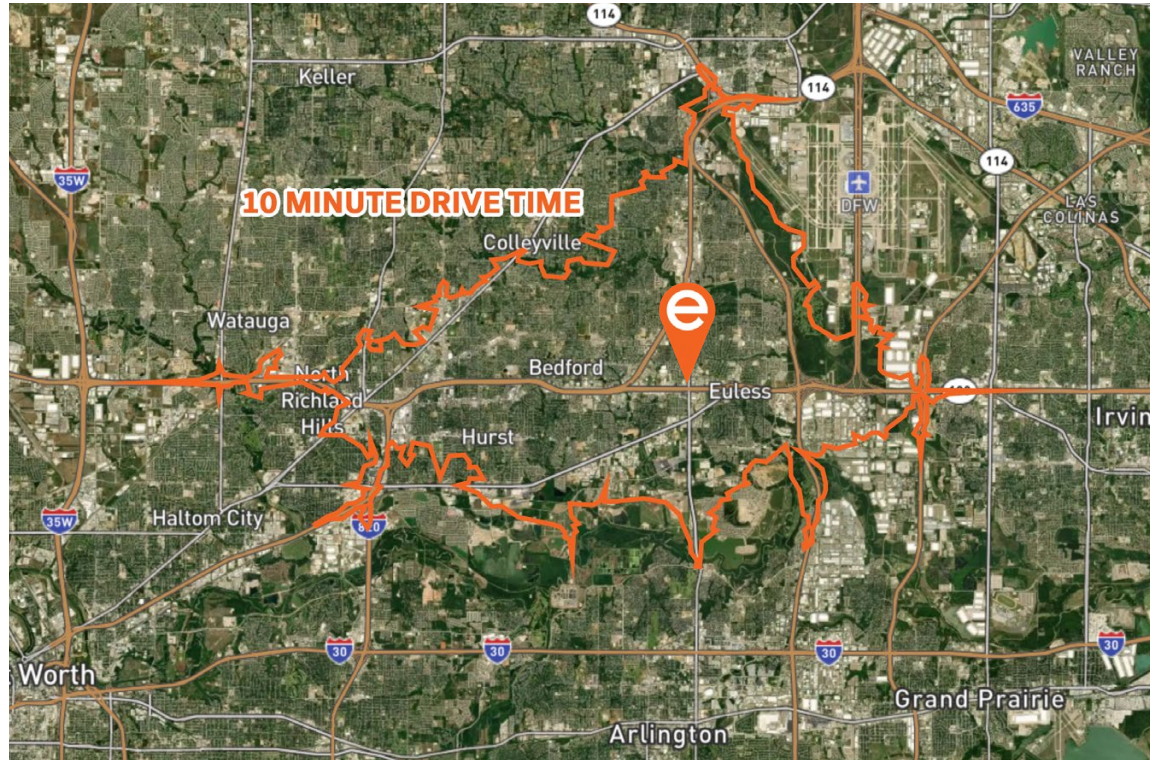 114
Keller
VALLEY
RANCH
114
635
35W
114
10 MINUTE DRIVE TIME
DFW
LAS
COLINAS
Colleyville
e
Watauga
Bedford
North
Richland
Hills
Euless
Irvin
Hurst
Haltom City
35W
820
30
30
30
30
Worth
Grand Prairie
Arlington